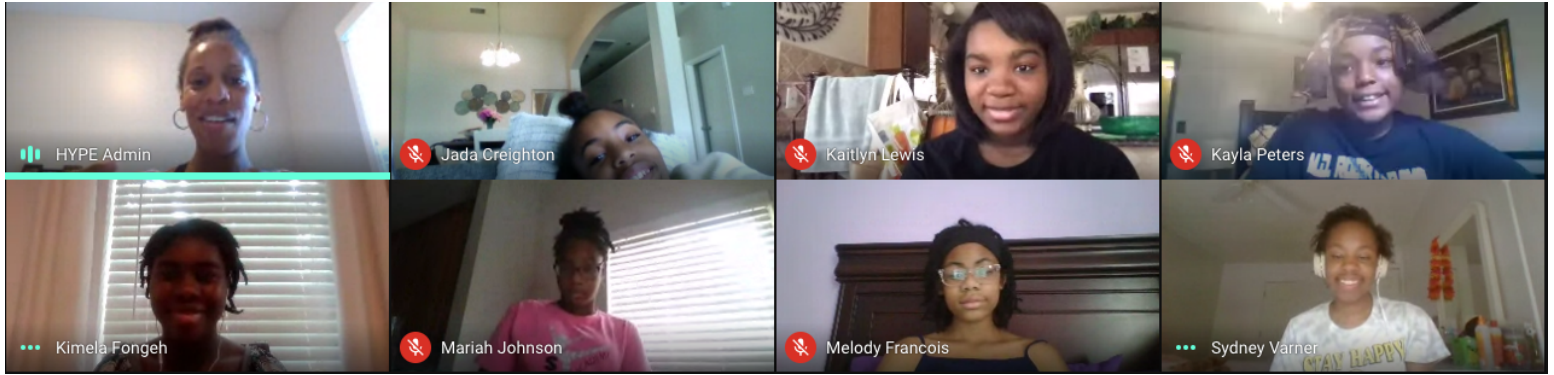 HYPE Admin
Jada Creighton
Kaitlyn Lewis
Kayla Peters
Kimela Fongeh
Mariah Johnson
Melody Francois
Sydney Varner
STAY HAPPY